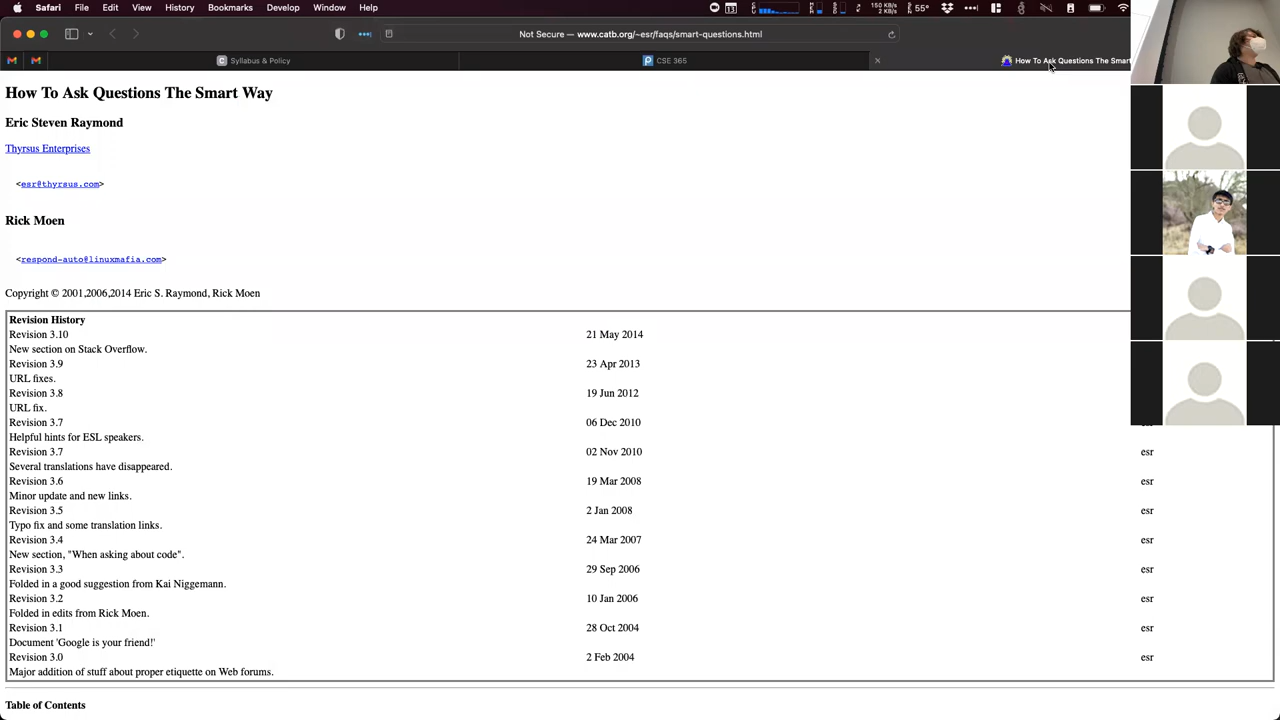 Safari File Edit View History Bookmarks Develop Window Help
150 KB/s
2 KB/s
55°
Not Secure — www.catb.org/~esr/faqs/smart-questions.html
Syllabus & Policy
CSE 365
How To Ask Questions The Smart
How To Ask Questions The Smart Way
Eric Steven Raymond
Thyrsus Enterprises
<esr@thyrsus.com>
Rick Moen
<respond-auto@linuxmafia.com>
Copyright © 2001,2006,2014 Eric S. Raymond, Rick Moen
Revision History
Revision 3.10 21 May 2014
New section on Stack Overflow.
Revision 3.9 23 Apr 2013
URL fixes.
Revision 3.8 19 Jun 2012
URL fix.
Revision 3.7 06 Dec 2010
Helpful hints for ESL speakers.
Revision 3.7 02 Nov 2010 esr
Several translations have disappeared.
Revision 3.6 19 Mar 2008 esr
Minor update and new links.
Revision 3.5 2 Jan 2008 esr
Typo fix and some translation links.
Revision 3.4 24 Mar 2007 esr
New section, "When asking about code".
Revision 3.3 29 Sep 2006 esr
Folded in a good suggestion from Kai Niggemann.
Revision 3.2 10 Jan 2006 esr
Folded in edits from Rick Moen.
Revision 3.1 28 Oct 2004 esr
Document 'Google is your friend!'
Revision 3.0 2 Feb 2004 esr
Major addition of stuff about proper etiquette on Web forums.
Table of Contents